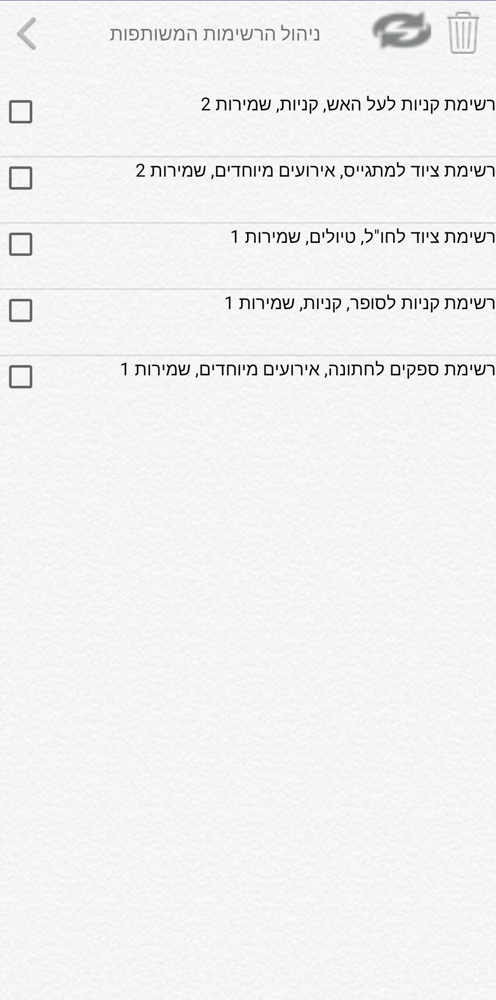 ניהול הרשימות המשותפות
רשימת קניות לעל האש, קניות, שמירות 2
רשימת ציוד למתגייס, אירועים מיוחדים, שמירות 2
רשימת ציוד לחו"ל, טיולים, שמירות 1
רשימת קניות לסופר, קניות, שמירות 1
רשימת ספקים לחתונה, אירועים מיוחדים, שמירות 1